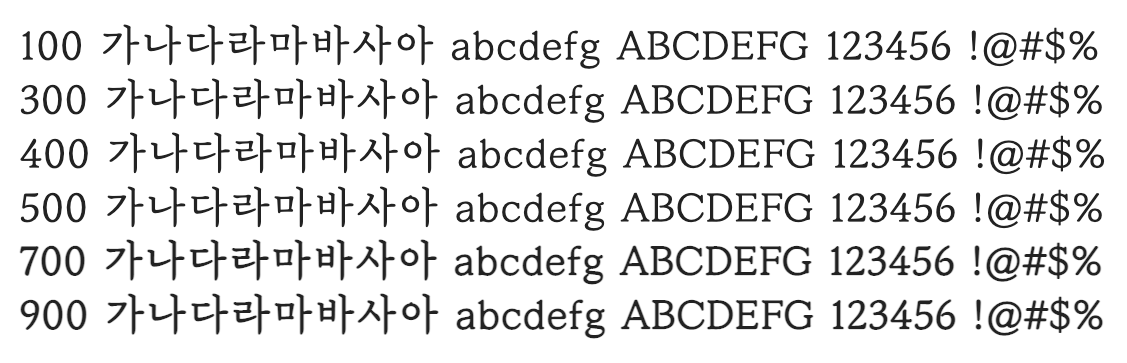 100 가나다라마바사아 abcdefg ABCDEFG 123456 !@#$%
300 가나다라마바사아 abcdefg ABCDEFG 123456 !@#$%
400 가나다라마바사아 abcdefg ABCDEFG 123456 !@#$%
500 가나다라마바사아 abcdefg ABCDEFG 123456 !@#$%
700 가나다라마바사아 abcdefg ABCDEFG 123456 !@#$%
900 가나다라마바사아 abcdefg ABCDEFG 123456 !@#$%